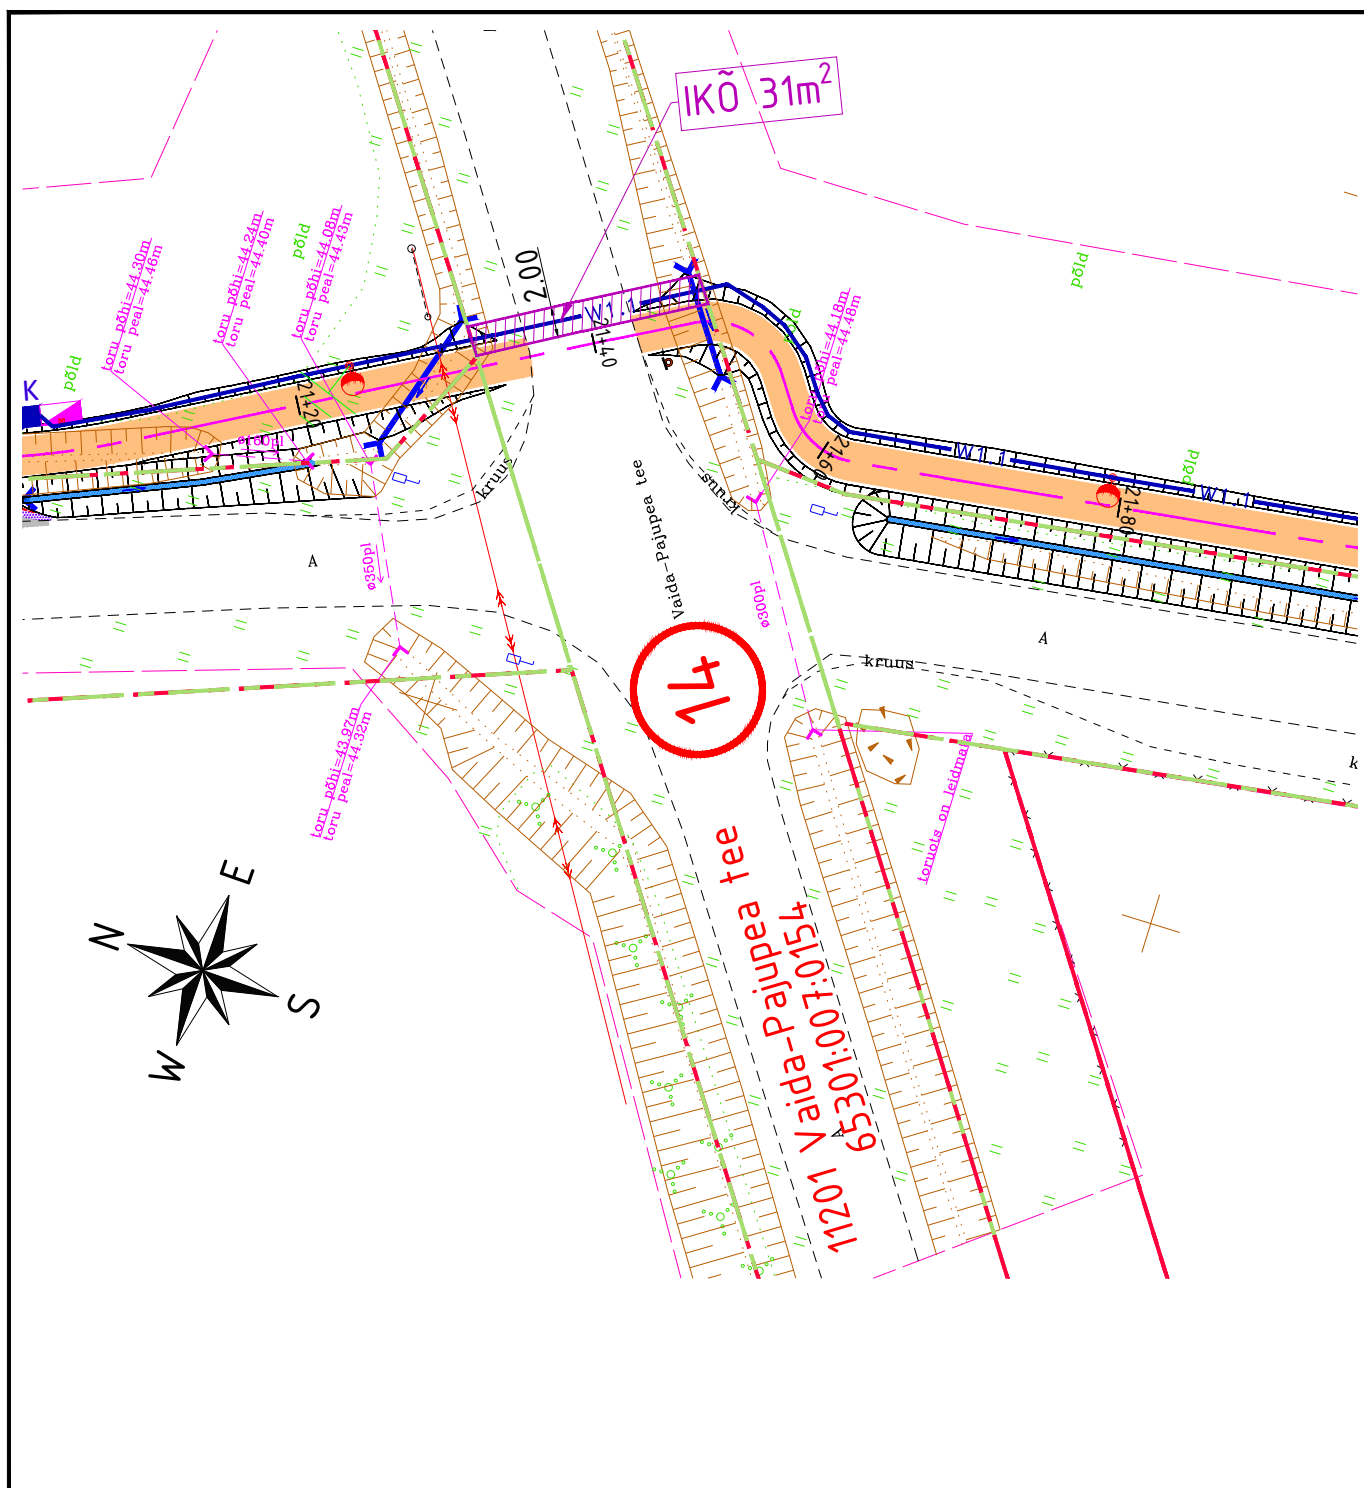 IKÕ 31m²
toru põhi=44.30m
toru peal=44.46m
toru põhi=44.24m
toru peal=44.40m
põld
toru põhi=44.08m
toru peal=44.43m
2.00
W1.1
21+40
põld
põld
põld
toru põhi=44.18m
toru peal=44.48m
K
21+20
ø160pl
kruus
Vaida-Pajupea tee
kruus
21+60
W1.1
põld
W1.1
21+80
A
ø350pl
ø300pl
A
kruus
14
k
toru põhi=43.97m
toru peal=44.32m
toruots on leidmata
N
E
S
W
11201 Vaida-Pajupea tee
65301:007:0154
A